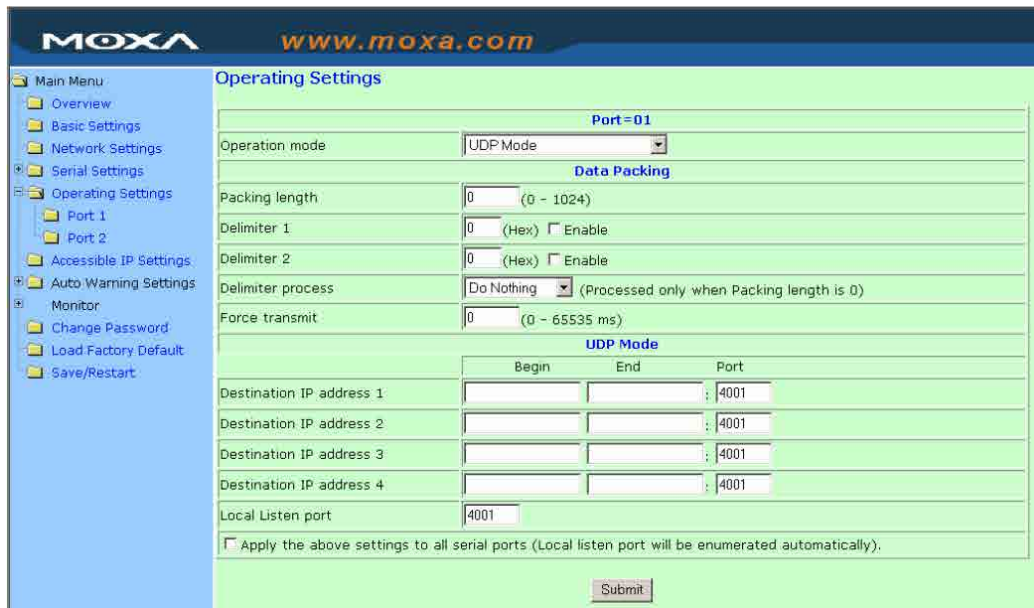 MOXA www.moxa.com
Main Menu
Overview
Basic Settings
Network Settings
Serial Settings
Operating Settings
Port 1
Port 2
Accessible IP Settings
Auto Warning Settings
Monitor
Change Password
Load Factory Default
Save/Restart
Operating Settings
Port=01
Operation mode UDP Mode
Data Packing
Packing length 0 (0 - 1024)
Delimiter 1 0 (Hex) Enable
Delimiter 2 0 (Hex) Enable
Delimiter process Do Nothing (Processed only when Packing length is 0)
Force transmit 0 (0 - 65535 ms)
UDP Mode
Begin End Port
Destination IP address 1 : 4001
Destination IP address 2 : 4001
Destination IP address 3 : 4001
Destination IP address 4 : 4001
Local Listen port 4001
Apply the above settings to all serial ports (Local listen port will be enumerated automatically).
Submit